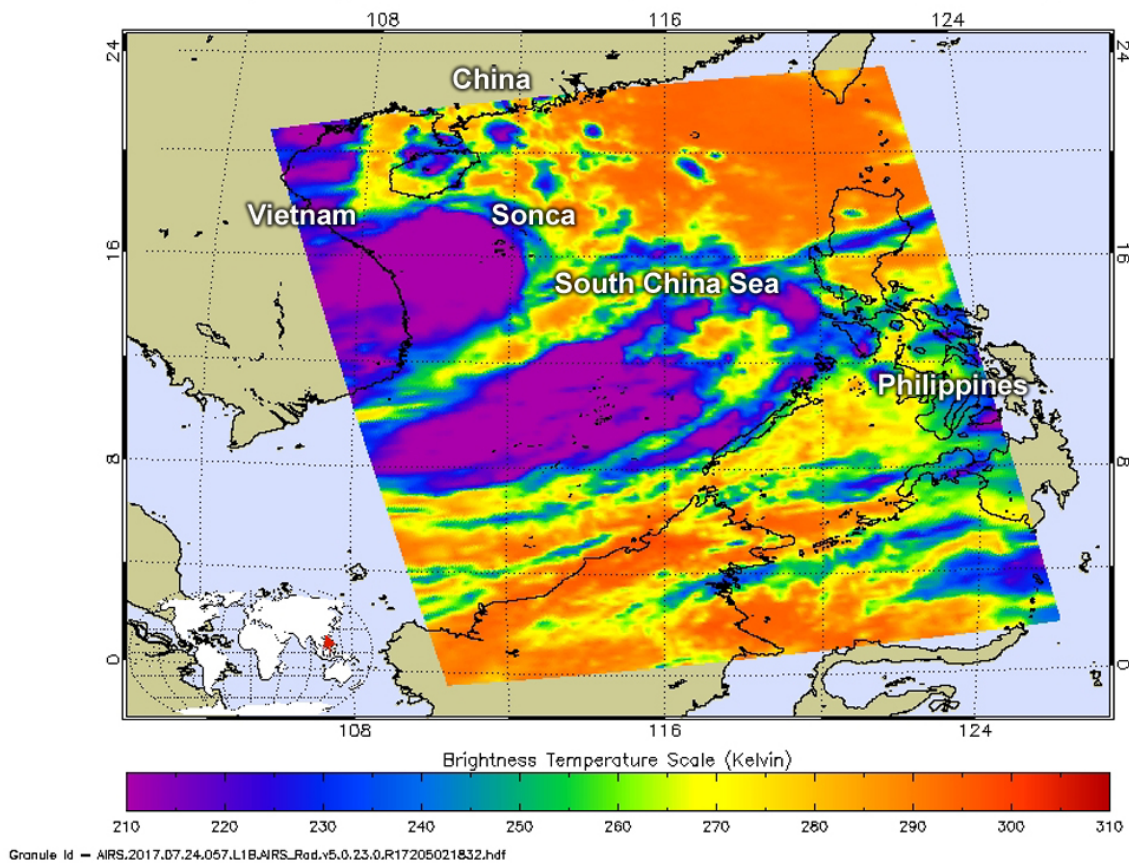 108 116 124
24 24
China
Vietnam Sonca
16 16
South China Sea
Philippines
8 8
0 0
108 116 124
Brightness Temperature Scale (Kelvin)
210 220 230 240 250 260 270 280 290 300 310
Granule Id – AIRS.2017.07.24.057.L1B.AIRS_Rad.v5.0.23.0.R17205021832.hdf